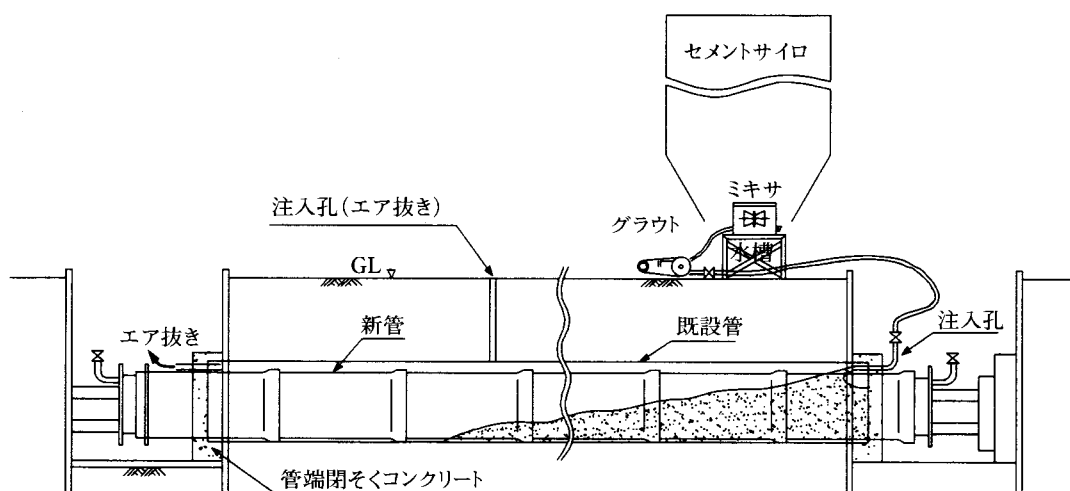 セメントサイロ
ミキサ
注入孔(エア抜き)
グラウト
水槽
GL
エア抜き
新管
既設管
注入孔
管端閉そくコンクリート